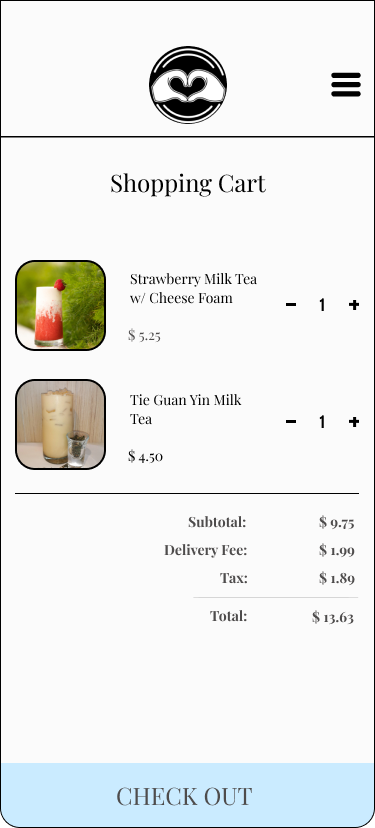 Shopping Cart
Strawberry Milk Tea
w/ Cheese Foam
- 1 +
$ 5.25
Tie Guan Yin Milk
Tea
- 1 +
$ 4.50
Subtotal: $ 9.75
Delivery Fee: $ 1.99
Tax: $ 1.89
Total: $ 13.63
CHECK OUT